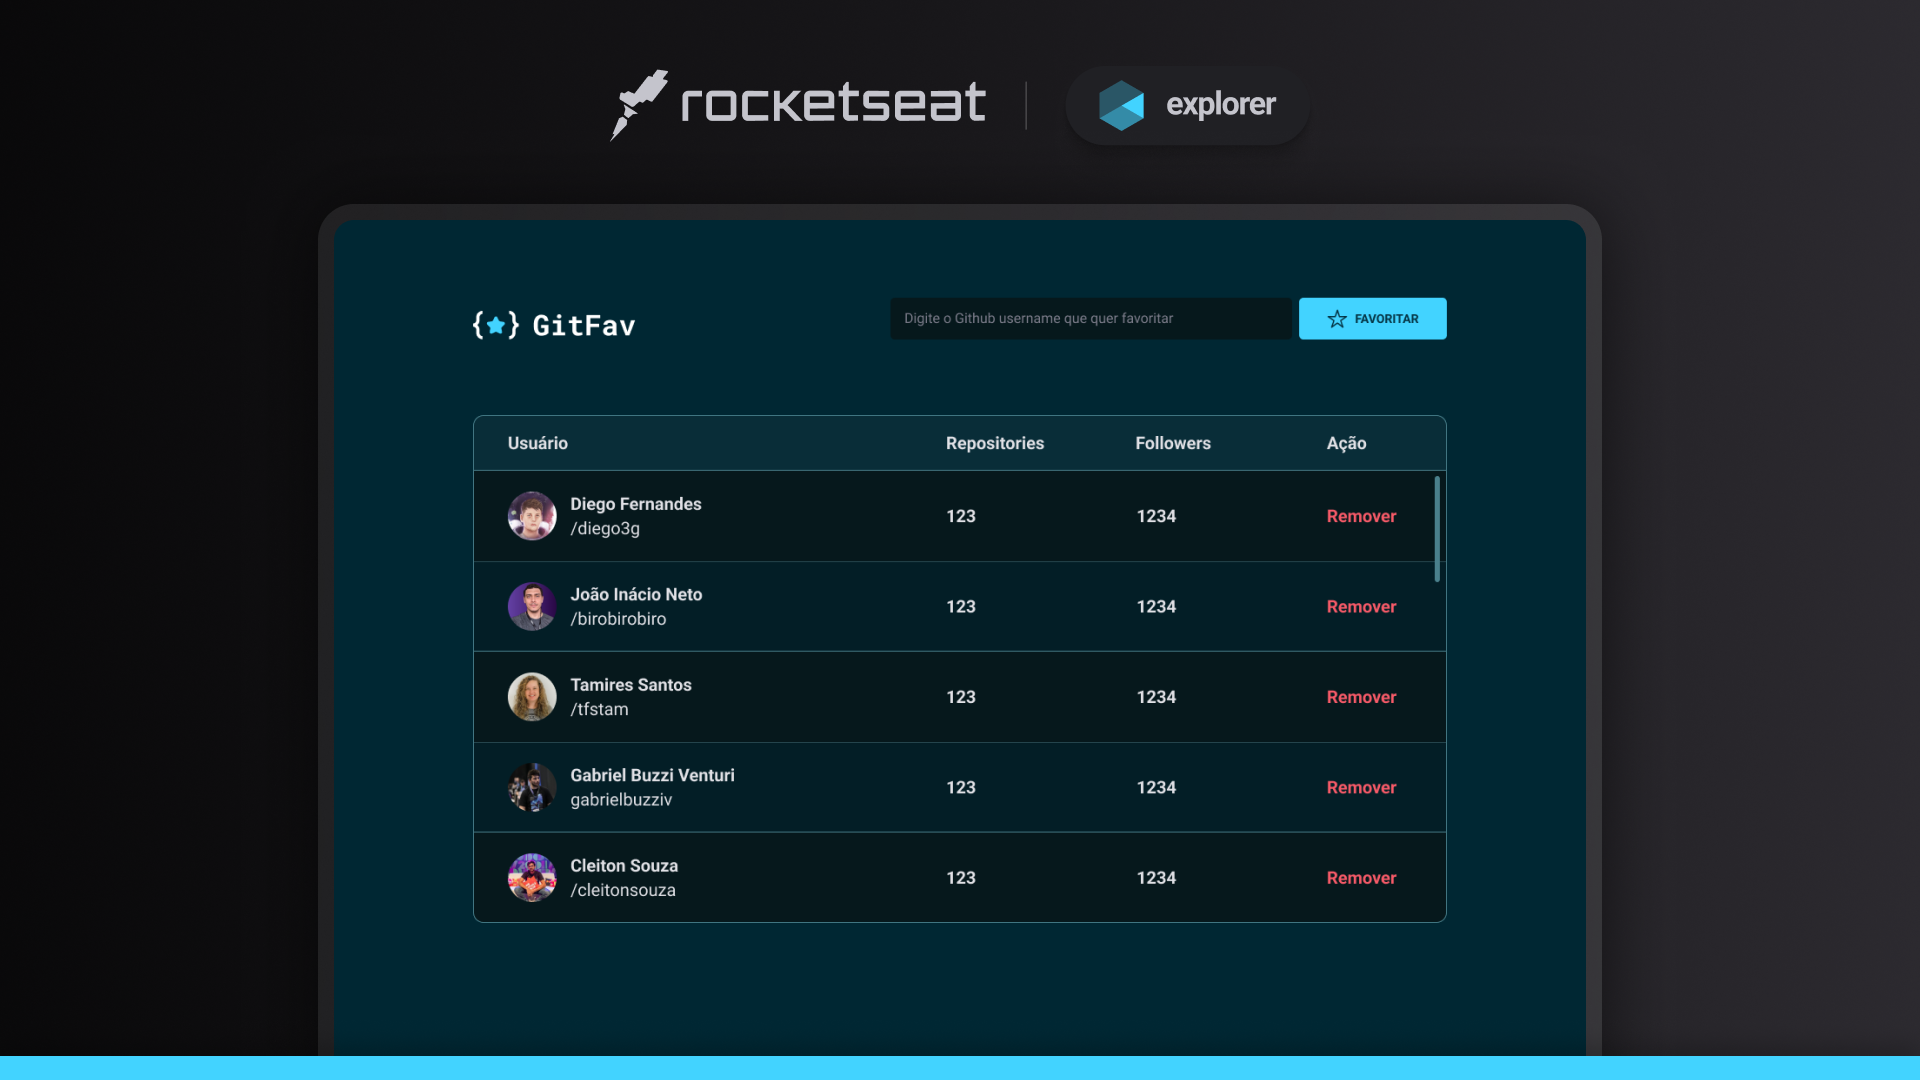 rocketseat
explorer
{★} GitFav
Digite o Github username que quer favoritar
FAVORITAR
Usuário Repositories Followers Ação
Diego Fernandes
/diego3g
123 1234 Remover
João Inácio Neto
/birobirobiro
123 1234 Remover
Tamires Santos
/tfstam
123 1234 Remover
Gabriel Buzzi Venturi
gabrielbuzziv
123 1234 Remover
Cleiton Souza
/cleitonsouza
123 1234 Remover